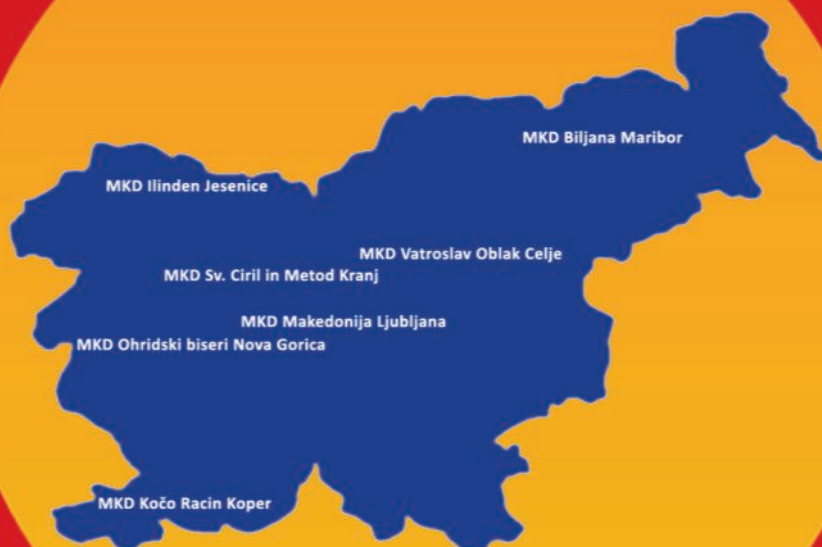 MKD Biljana Maribor
MKD Ilinden Jesenice
MKD Vatroslav Oblak Celje
MKD Sv. Ciril in Metod Kranj
MKD Makedonija Ljubljana
MKD Ohridski biseri Nova Gorica
MKD Kočo Racin Koper